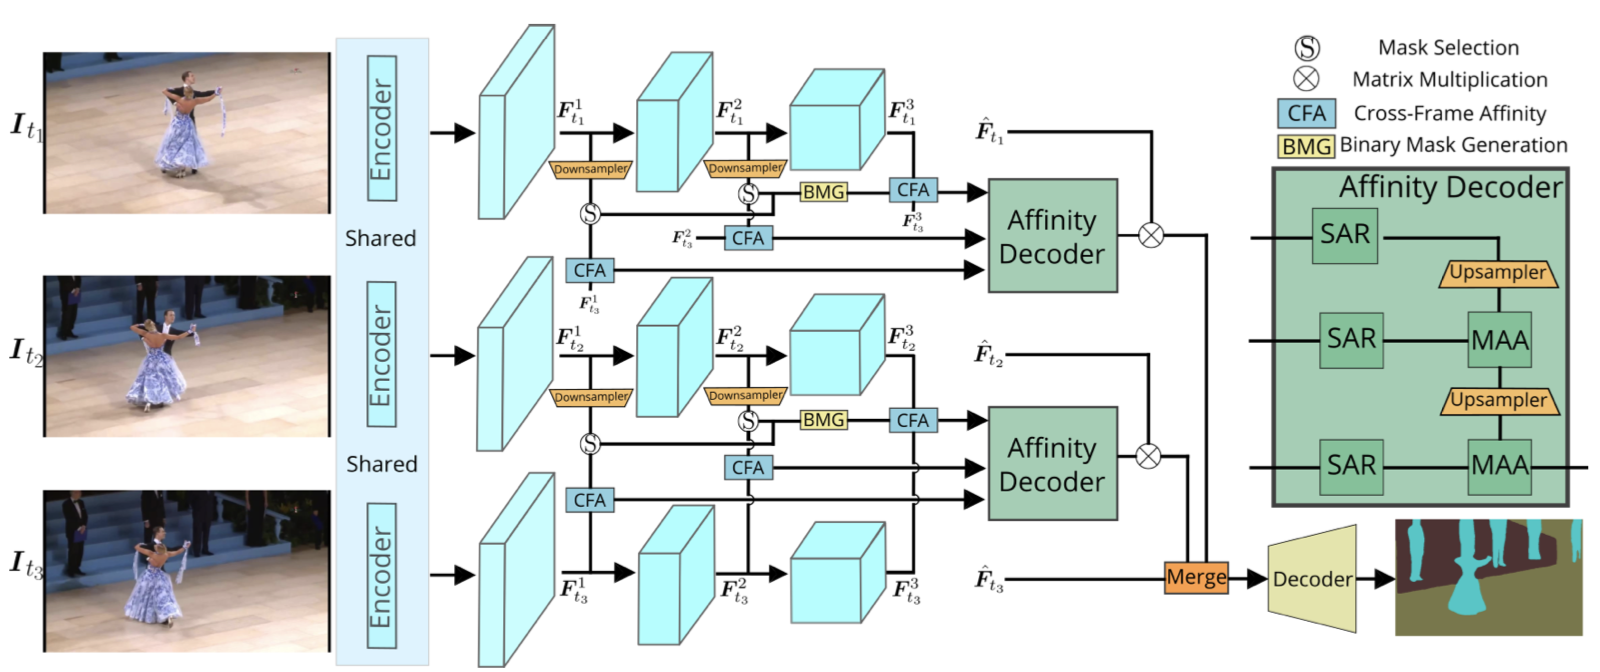 I_{t_1}
Encoder
F^1_{t_1}
F^2_{t_1}
F^3_{t_1}
Downsampler
Downsampler
S
S
BMG
CFA
F^3_{t_3}
F^2_{t_3}
CFA
CFA
F^1_{t_3}
Affinity
Decoder
\hat{F}_{t_1}
Shared
I_{t_2}
Encoder
F^1_{t_2}
F^2_{t_2}
F^3_{t_2}
Downsampler
Downsampler
S
S
BMG
CFA
CFA
CFA
Affinity
Decoder
\hat{F}_{t_2}
Shared
I_{t_3}
Encoder
F^1_{t_3}
F^2_{t_3}
F^3_{t_3}
\hat{F}_{t_3}
Merge
Decoder
S Mask Selection
⊗ Matrix Multiplication
CFA Cross-Frame Affinity
BMG Binary Mask Generation
Affinity Decoder
SAR
Upsampler
SAR
MAA
Upsampler
SAR
MAA